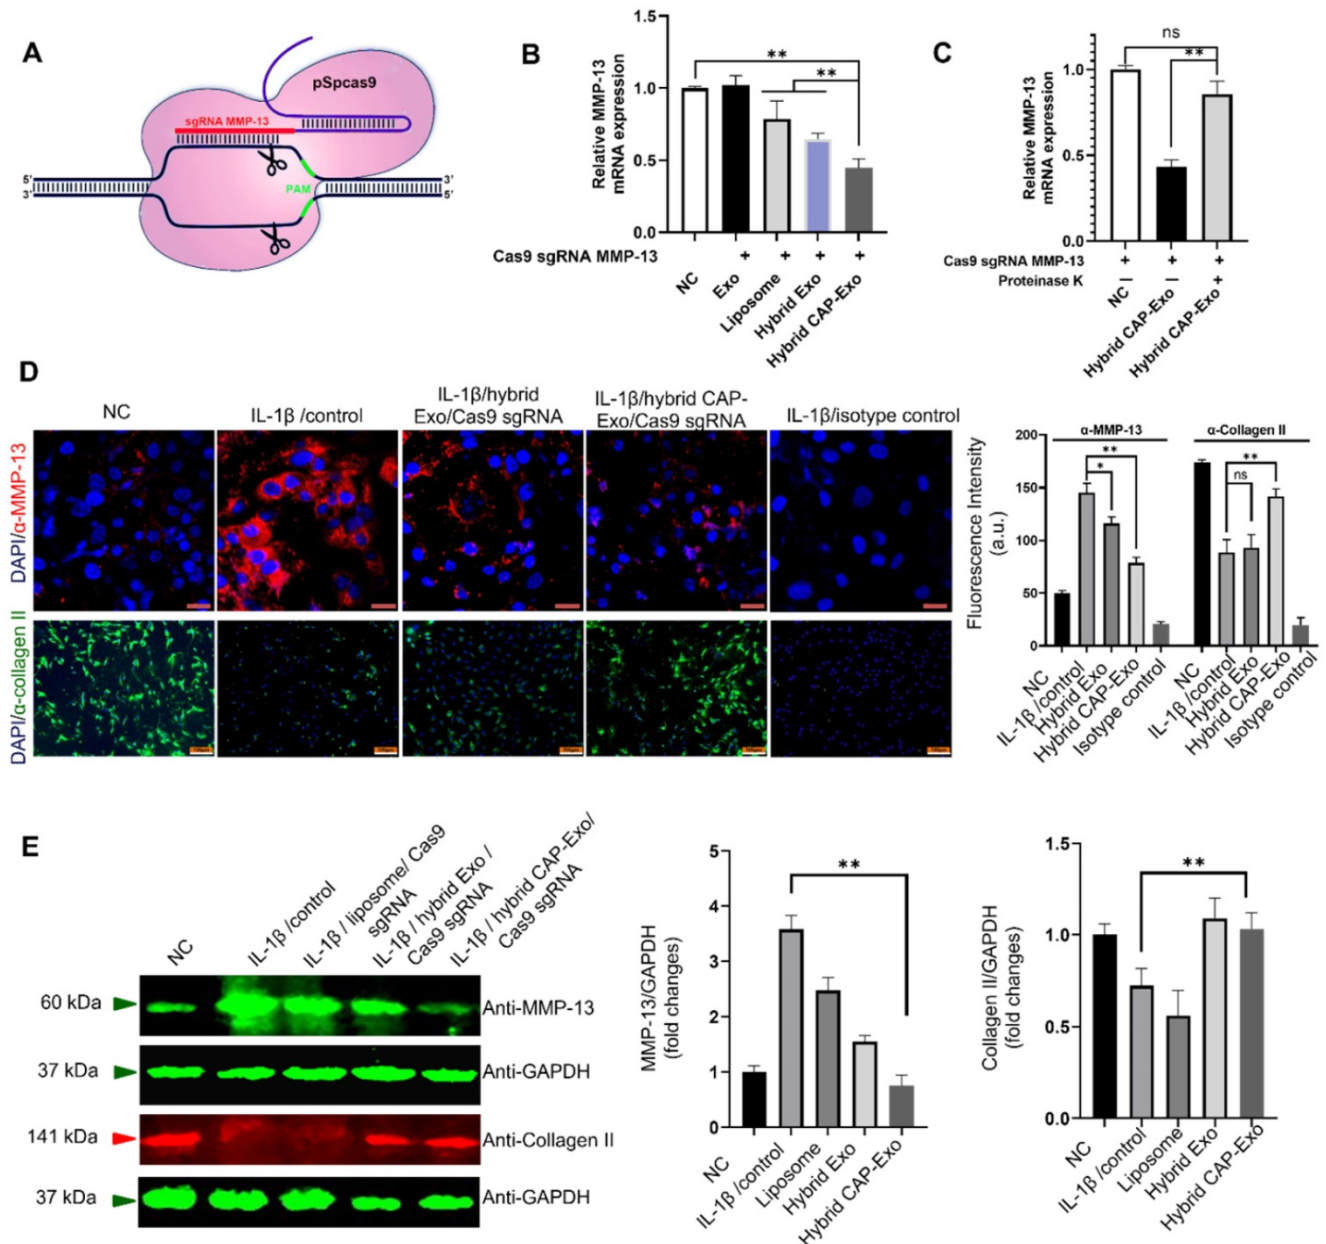 A
pSpcas9
sgRNA MMP-13
PAM
5'
3'
3'
5'
B
Relative MMP-13
mRNA expression
1.5
1.0
0.5
0.0
**
**
Cas9 sgRNA MMP-13
+ + + +
NC
Exo
Liposome
Hybrid Exo
Hybrid CAP-Exo
C
Relative MMP-13
mRNA expression
1.0
0.5
0.0
ns
**
Cas9 sgRNA MMP-13
+ + +
Proteinase K
— — +
NC
Hybrid CAP-Exo
Hybrid CAP-Exo
D
NC
IL-1β /control
IL-1β/hybrid
Exo/Cas9 sgRNA
IL-1β/hybrid CAP-
Exo/Cas9 sgRNA
IL-1β/isotype control
DAPI/α-MMP-13
DAPI/α-collagen II
Fluorescence Intensity
(a.u.)
200
150
100
50
0
α-MMP-13
**
*
α-Collagen II
**
ns
NC
IL-1β /control
Hybrid Exo
Hybrid CAP-Exo
Isotype control
NC
IL-1β /control
Hybrid Exo
Hybrid CAP-Exo
Isotype control
E
NC
IL-1β /control
IL-1β / liposome/ Cas9
sgRNA
IL-1β / hybrid Exo /
Cas9 sgRNA
IL-1β / hybrid CAP-Exo/
Cas9 sgRNA
60 kDa
Anti-MMP-13
37 kDa
Anti-GAPDH
141 kDa
Anti-Collagen II
37 kDa
Anti-GAPDH
MMP-13/GAPDH
(fold changes)
5
4
3
2
1
0
**
NC
IL-1β /control
Liposome
Hybrid Exo
Hybrid CAP-Exo
Collagen II/GAPDH
(fold changes)
1.5
1.0
0.5
0.0
**
NC
IL-1β /control
Liposome
Hybrid Exo
Hybrid CAP-Exo